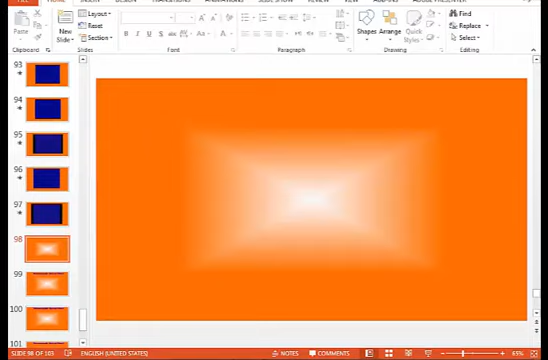 FILE HOME INSERT DESIGN TRANSITIONS ANIMATIONS SLIDE SHOW REVIEW VIEW ADD-INS
Layout
Find
Paste
New
Slide
Reset
Section
B I U S
Shapes Arrange Quick
Styles
Replace
Select
Clipboard
Slides
Font
Paragraph
Drawing
Editing
93
94
95
96
97
98
99
100
101
SLIDE 98 OF 103 ENGLISH (UNITED STATES) NOTES COMMENTS 65%